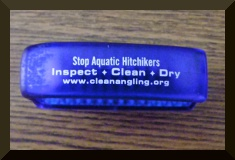 Stop Aquatic Hitchikers
Inspect + Clean + Dry
www.cleanangling.org